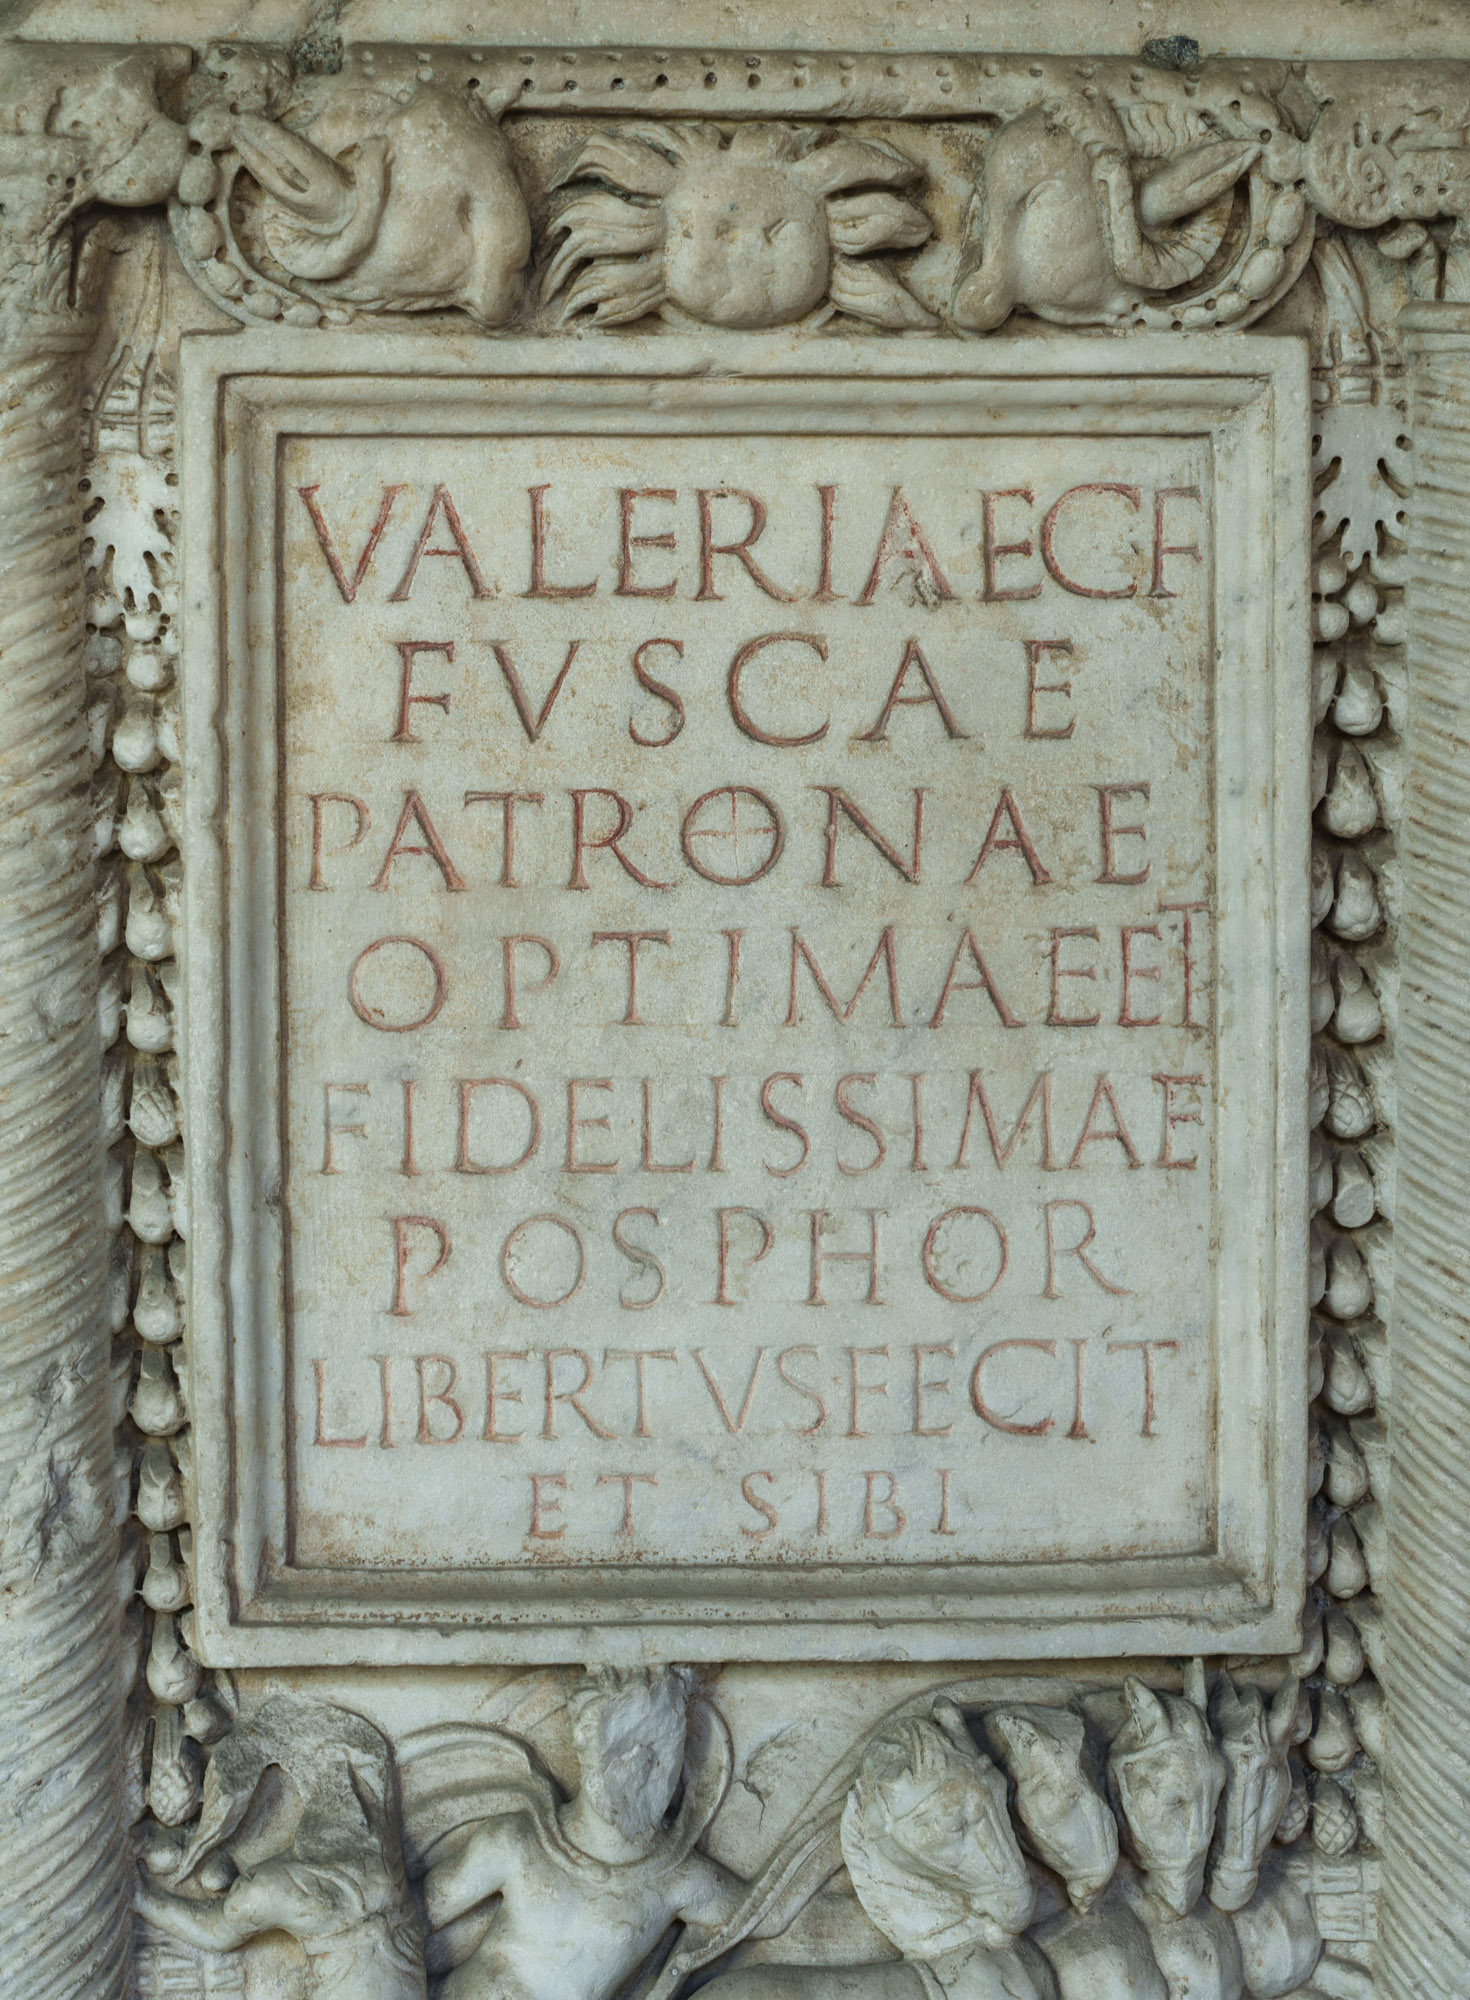 VALERIAE C F
FVSCAE
PATRONAE
OPTIMAE ET
FIDELISSIMAE
POSPHOR
LIBERTVS FECIT
ET SIBI